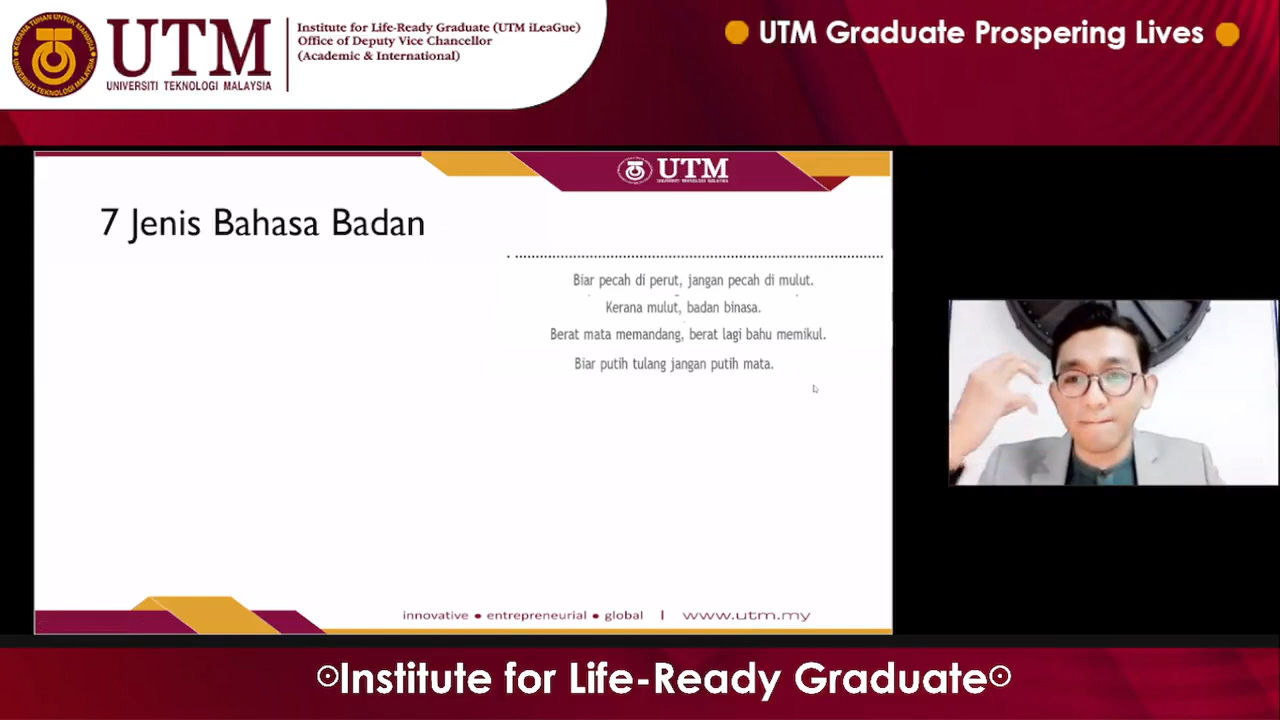 UTM
UNIVERSITI TEKNOLOGI MALAYSIA
Institute for Life-Ready Graduate (UTM iLeaGue)
Office of Deputy Vice Chancellor
(Academic & International)
UTM Graduate Prospering Lives
UTM
7 Jenis Bahasa Badan
Biar pecah di perut, jangan pecah di mulut.
Kerana mulut, badan binasa.
Berat mata memandang, berat lagi bahu memikul.
Biar putih tulang jangan putih mata.
innovative ● entrepreneurial ● global | www.utm.my
Institute for Life-Ready Graduate